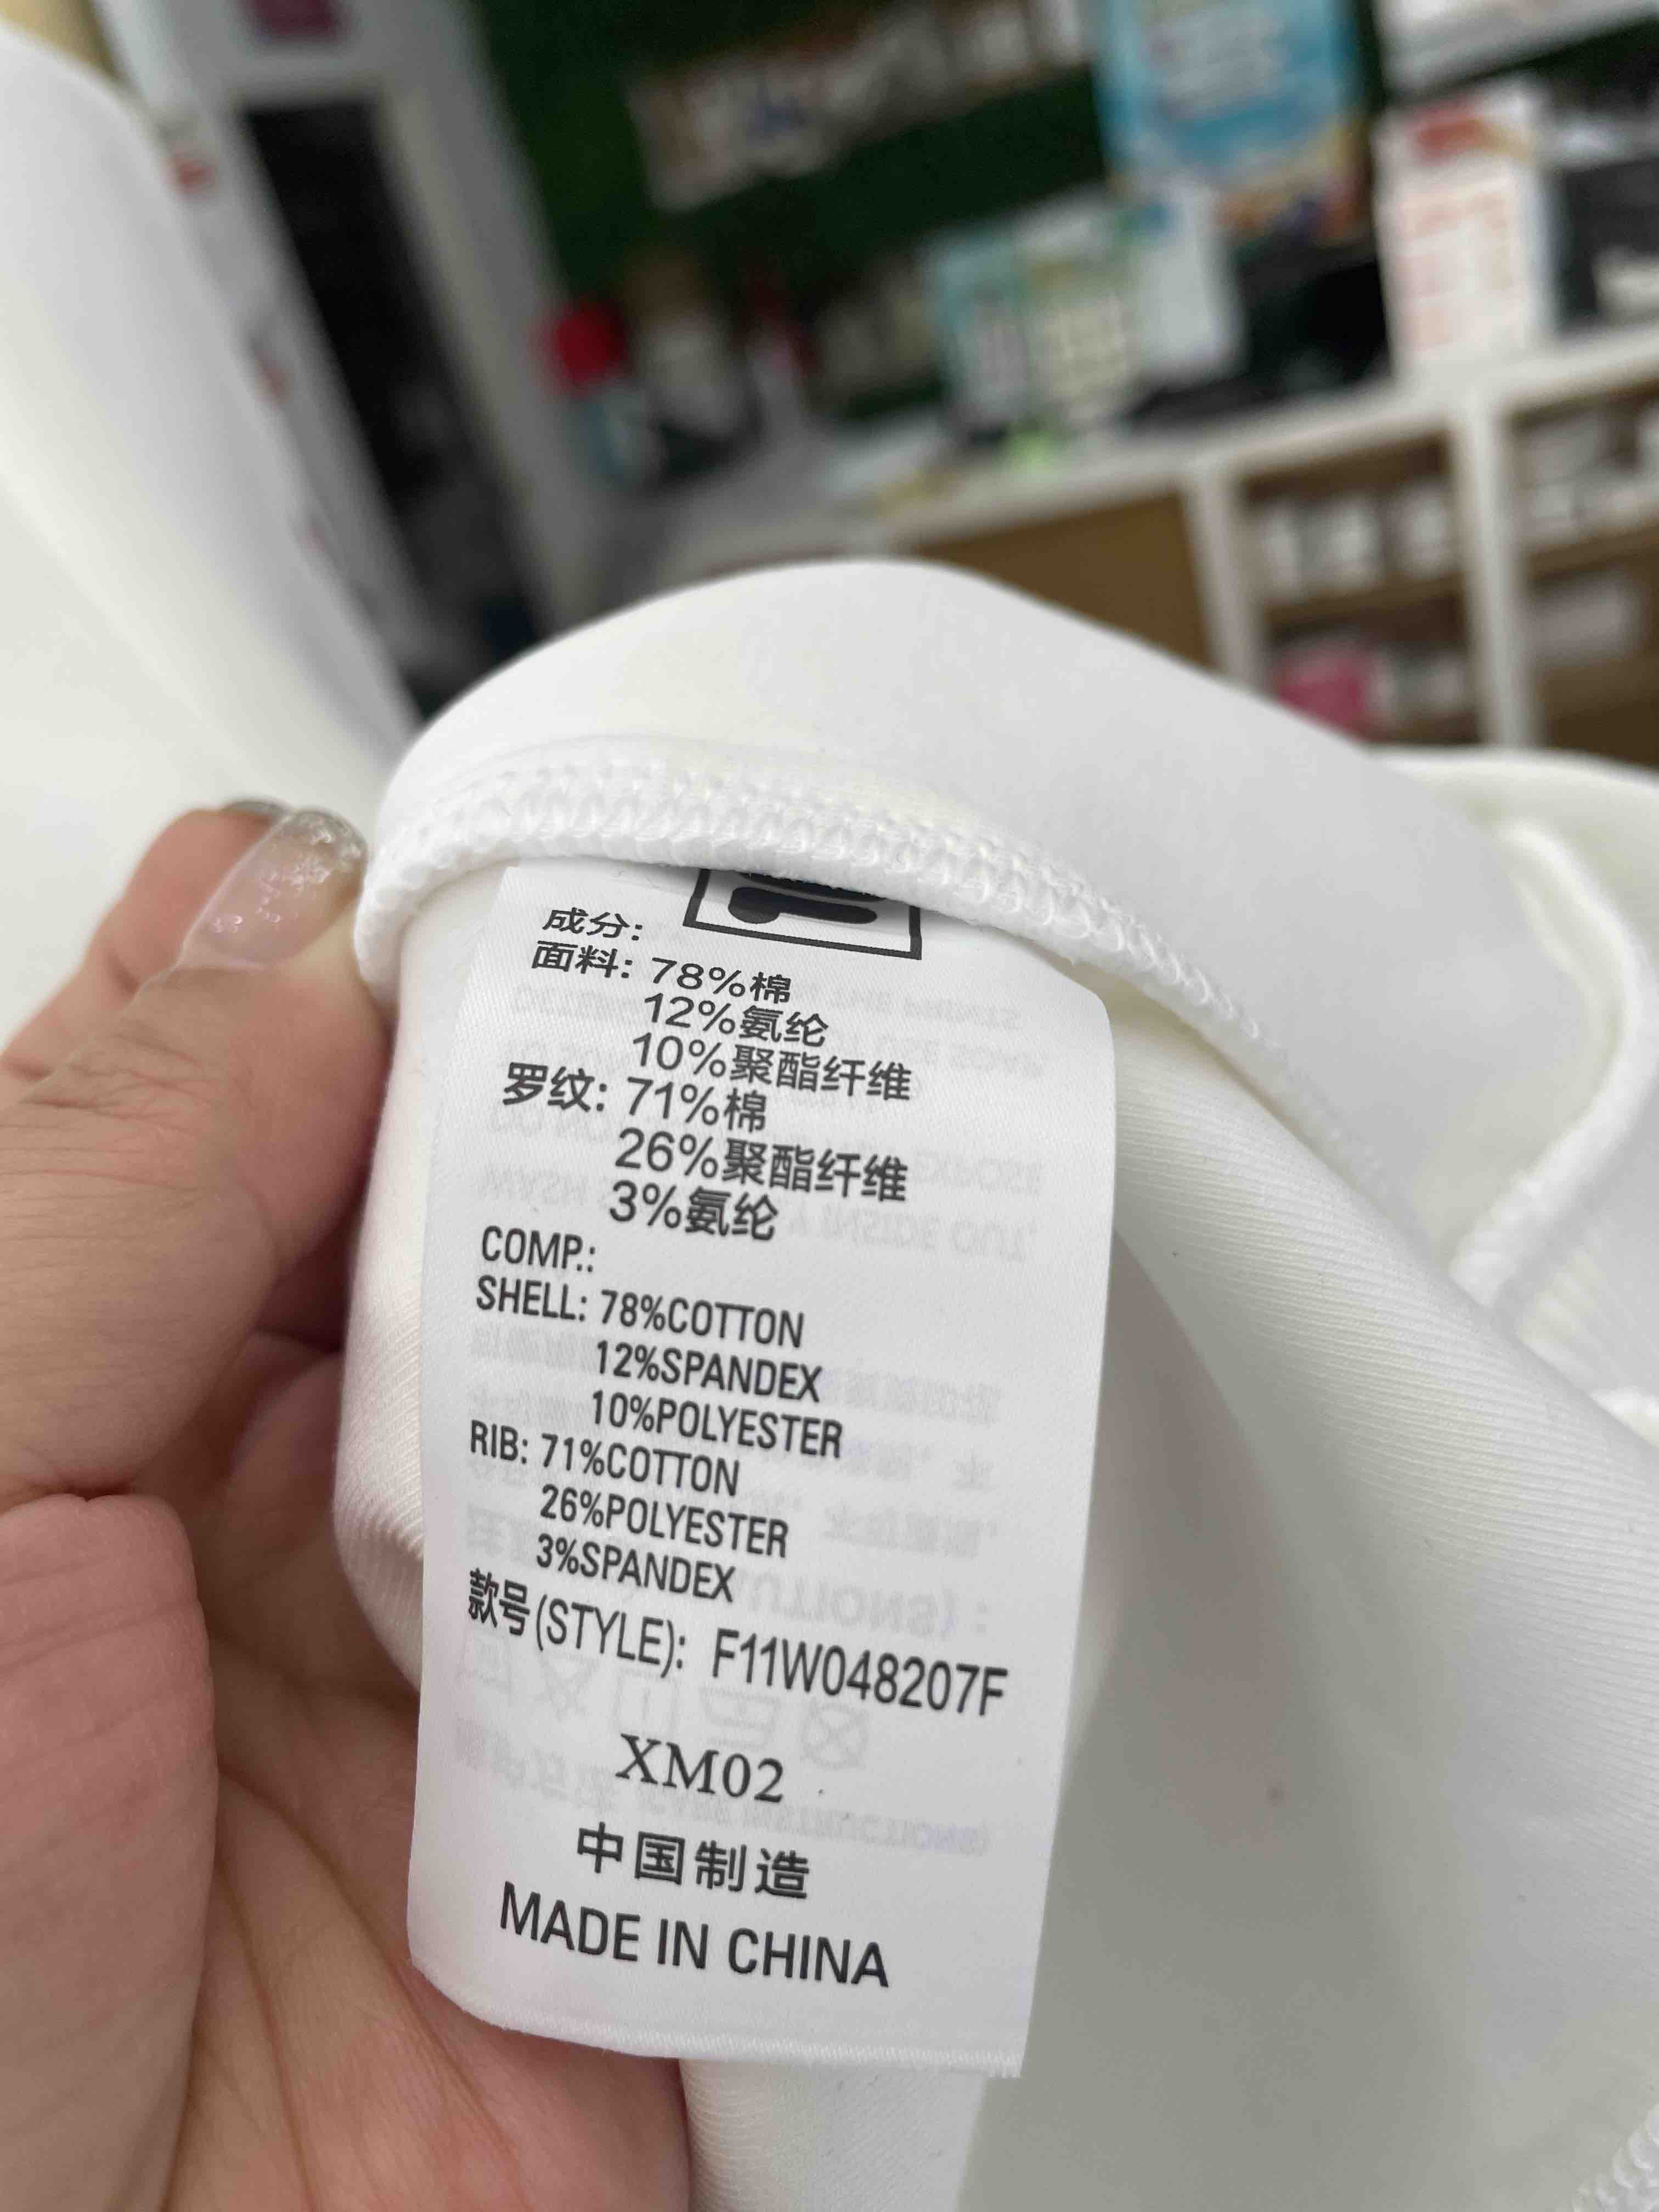 成分:
面料: 78%棉
12%氨纶
10%聚酯纤维
罗纹: 71%棉
26%聚酯纤维
3%氨纶
COMP.:
SHELL: 78%COTTON
12%SPANDEX
10%POLYESTER
RIB: 71%COTTON
26%POLYESTER
3%SPANDEX
款号(STYLE): F11W048207F
XM02
中国制造
MADE IN CHINA